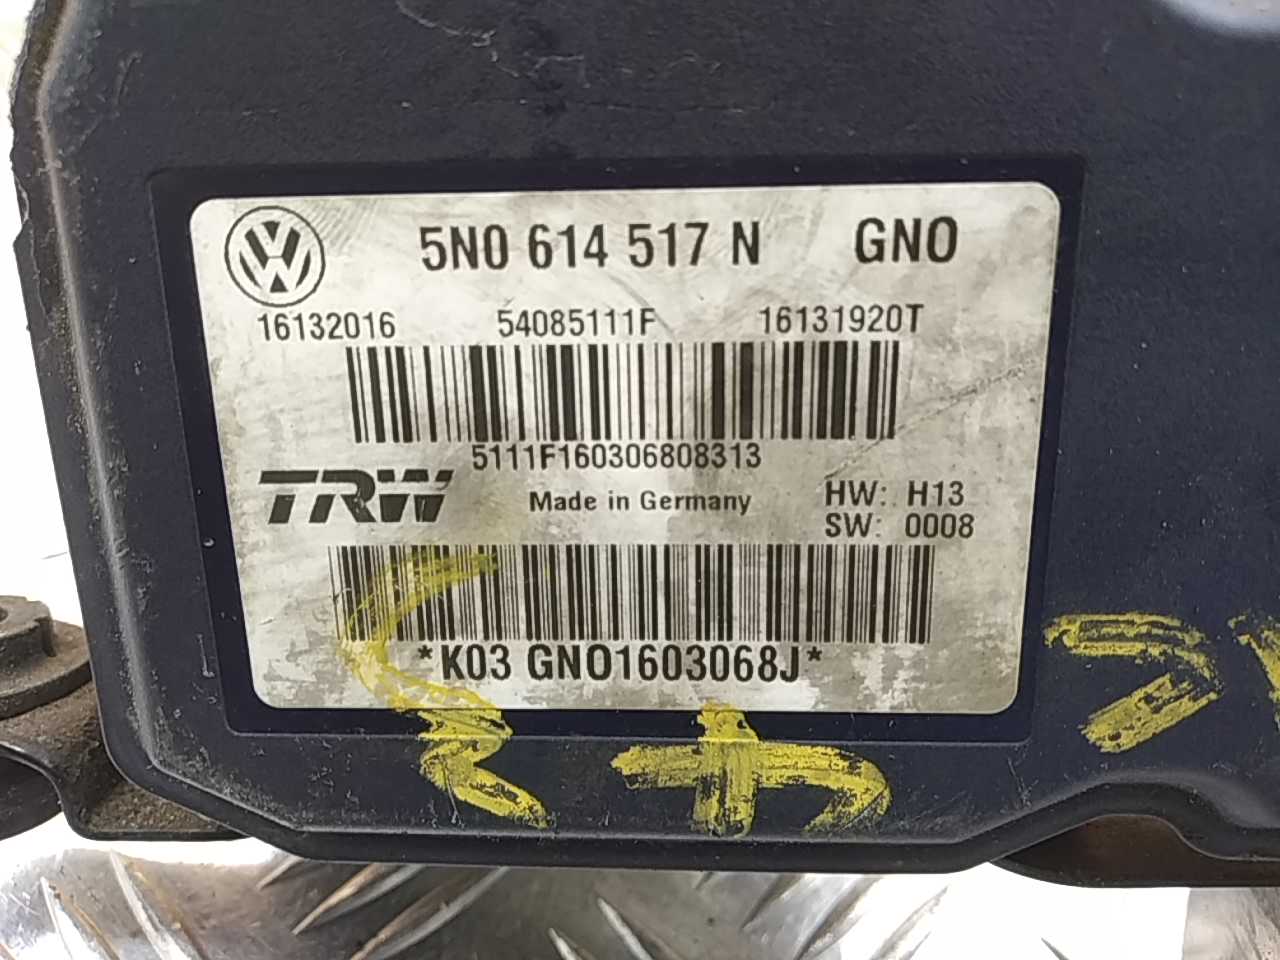 5N0 614 517 N GNO
16132016 54085111F 16131920T
5111F160306808313
TRW Made in Germany HW: H13
SW: 0008
*K03 GNO1603068J*